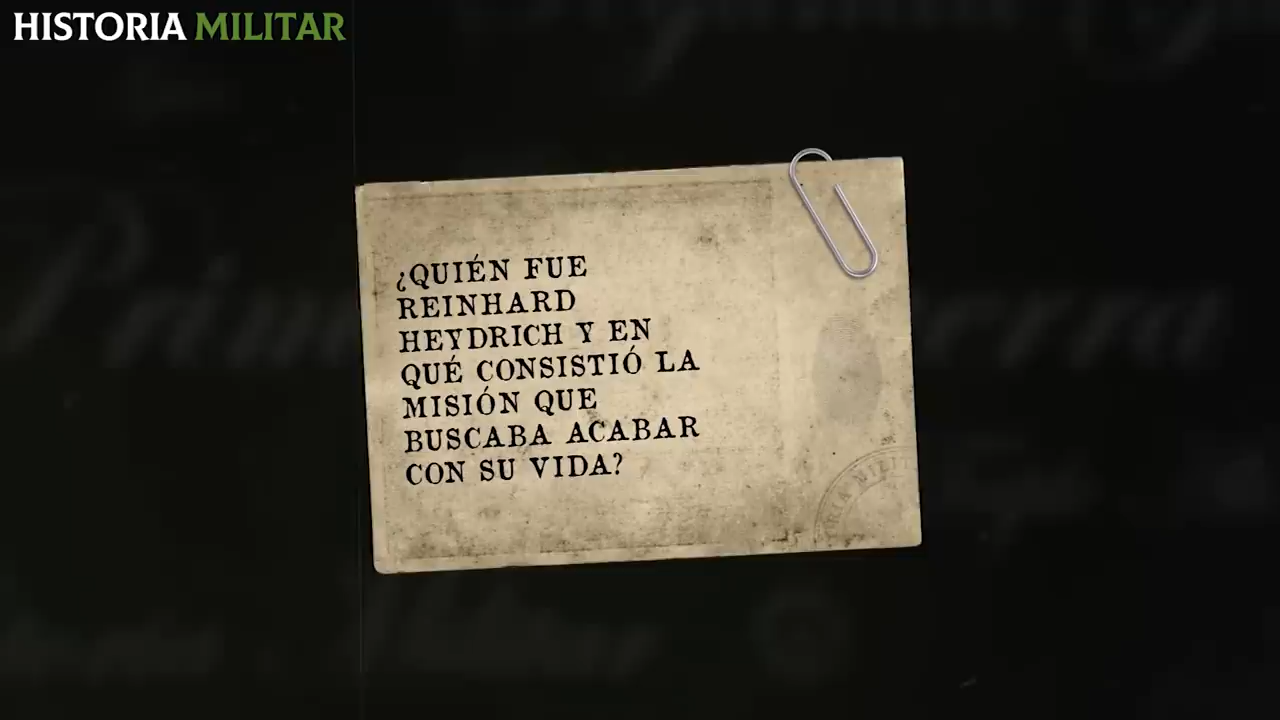 HISTORIA MILITAR
¿QUIÉN FUE
REINHARD
HEYDRICH Y EN
QUÉ CONSISTIÓ LA
MISIÓN QUE
BUSCABA ACABAR
CON SU VIDA?